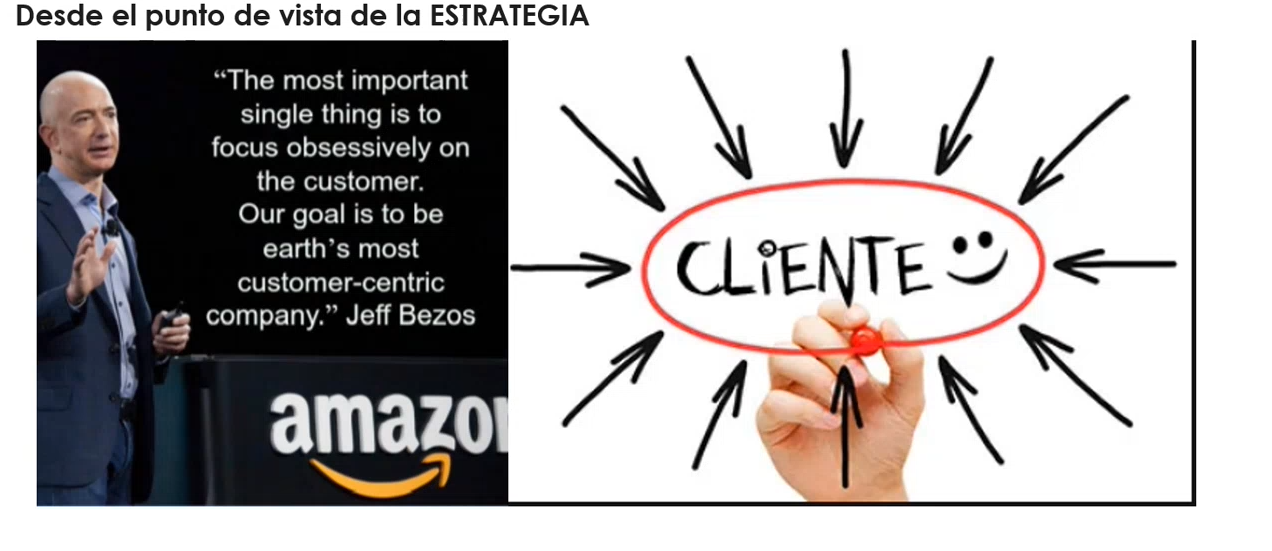 Desde el punto de vista de la ESTRATEGIA
“The most important
single thing is to
focus obsessively on
the customer.
Our goal is to be
earth’s most
customer-centric
company.” Jeff Bezos
amazo
CLiENTE